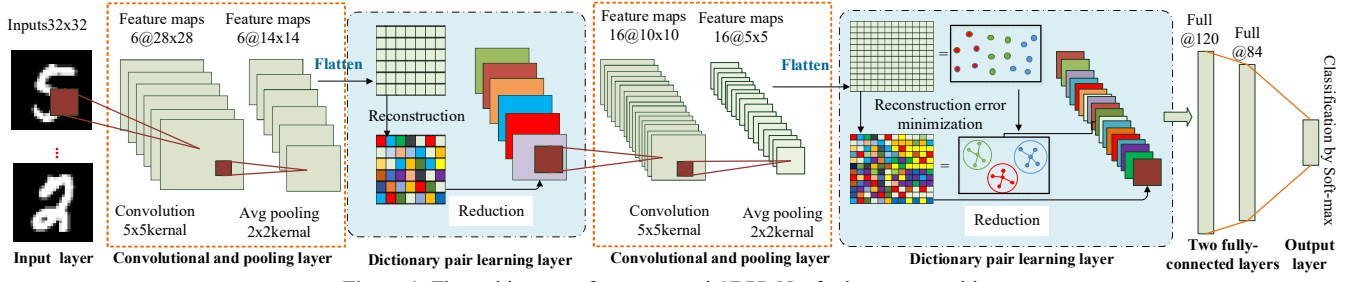 Inputs32x32
Feature maps
6@28x28
Feature maps
6@14x14
Flatten
Reconstruction
Reduction
Convolution
5x5kernal
Avg pooling
2x2kernal
Input layer
Convolutional and pooling layer
Dictionary pair learning layer
Feature maps
16@10x10
Feature maps
16@5x5
Flatten
=
Reconstruction error
minimization
=
Reduction
Convolution
5x5kernal
Avg pooling
2x2kernal
Convolutional and pooling layer
Dictionary pair learning layer
Full
@120
Full
@84
Classification by Soft-max
Two fully-
connected layers
Output
layer